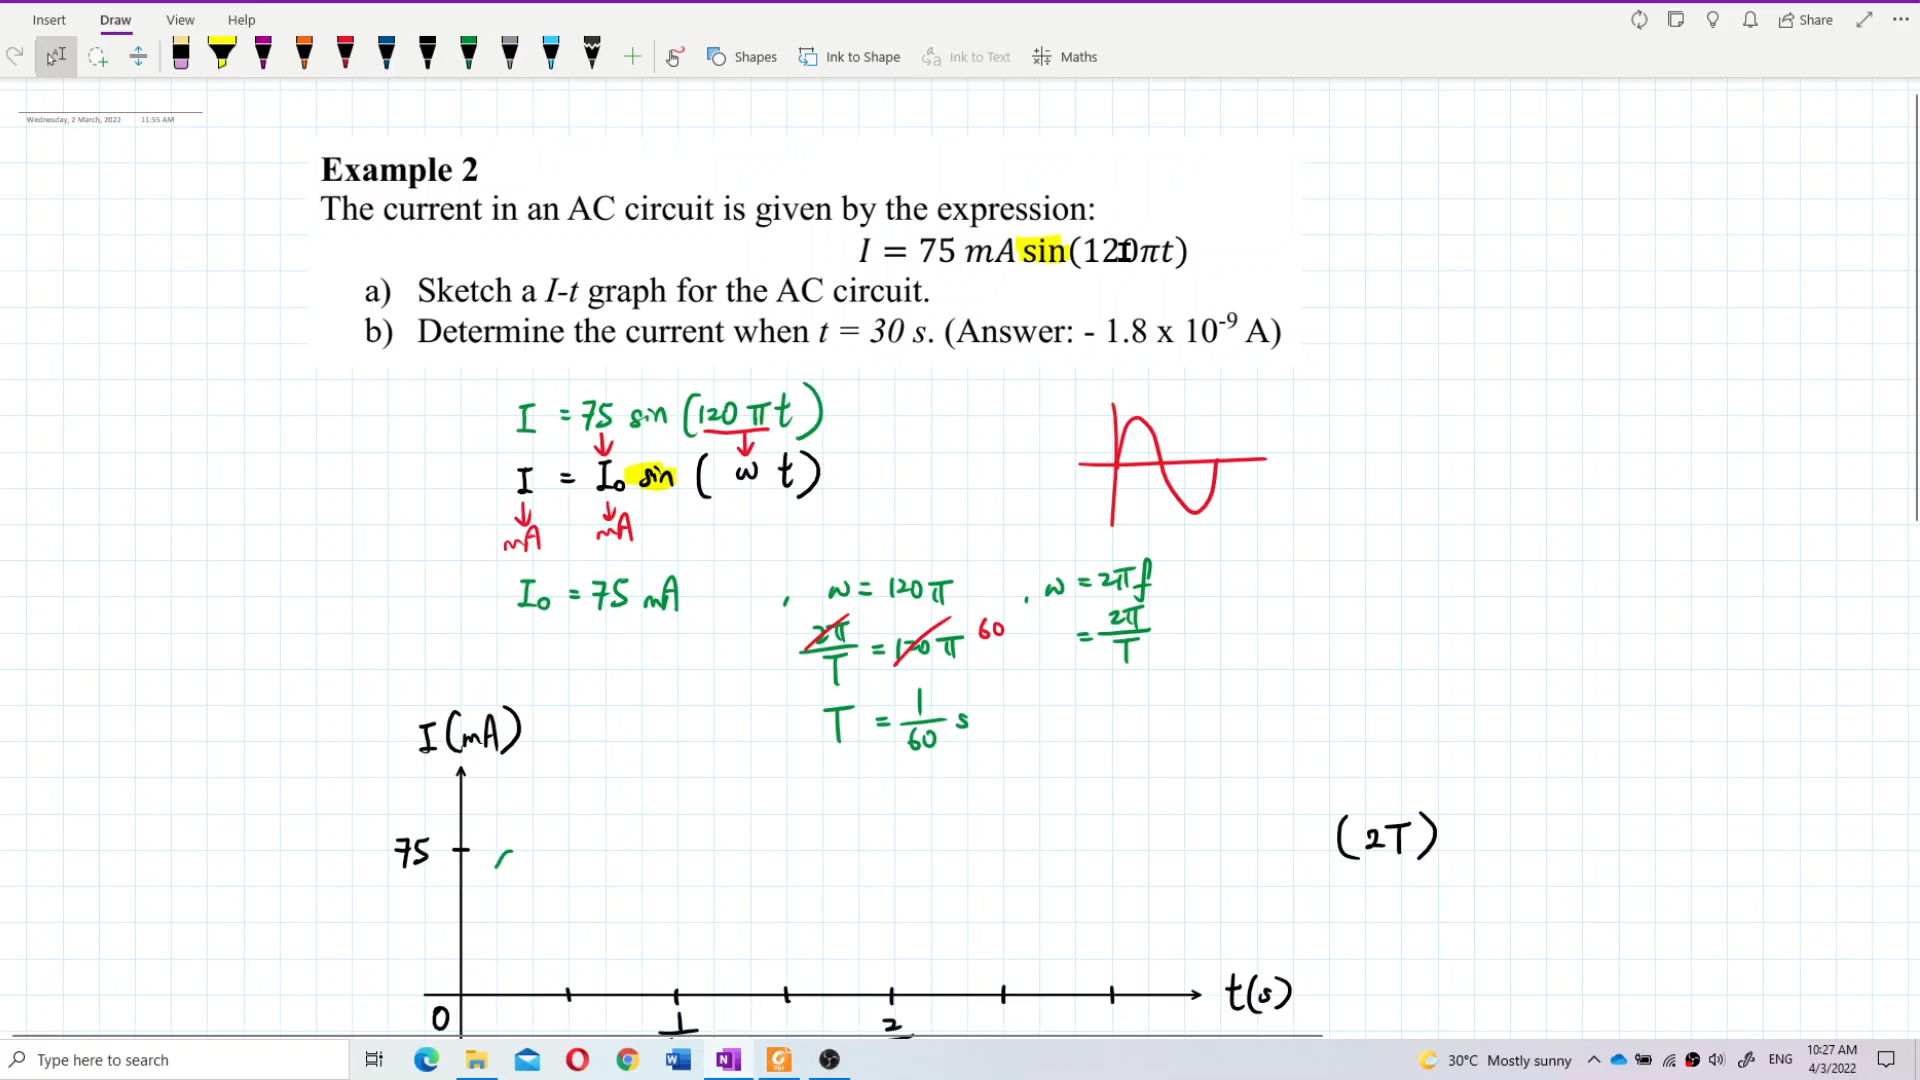 Insert Draw View Help
Share
Shapes Ink to Shape Ink to Text Maths
Wednesday, 2 March, 2022 11:55 AM
Example 2
The current in an AC circuit is given by the expression:
I = 75 mA sin(120πt)
a) Sketch a I-t graph for the AC circuit.
b) Determine the current when t = 30 s. (Answer: - 1.8 x 10⁻⁹ A)
I = 75 sin (120 π t)
I = I₀ sin ( ω t)
mA mA
I₀ = 75 mA , ω = 120 π , ω = 2πf
2π/T = 120 π 60 = 2π/T
T = 1/60 s
I (mA)
(2T)
75
t(s)
0 1 2
Type here to search
30°C Mostly sunny ENG 10:27 AM
4/3/2022